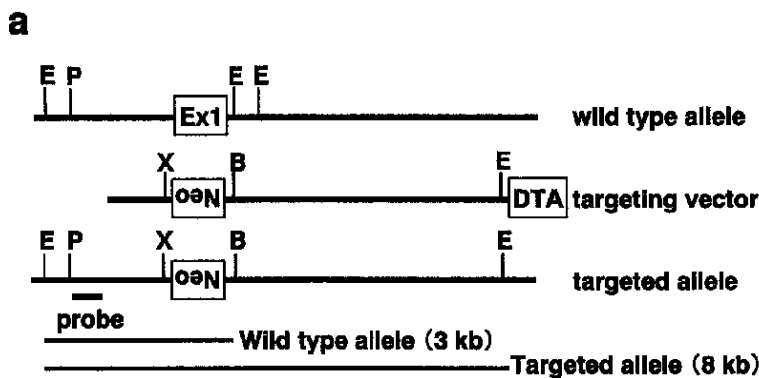 a
E P E E
Ex1 wild type allele
X B E
Neo DTA targeting vector
E P X B E
Neo targeted allele
probe
Wild type allele (3 kb)
Targeted allele (8 kb)